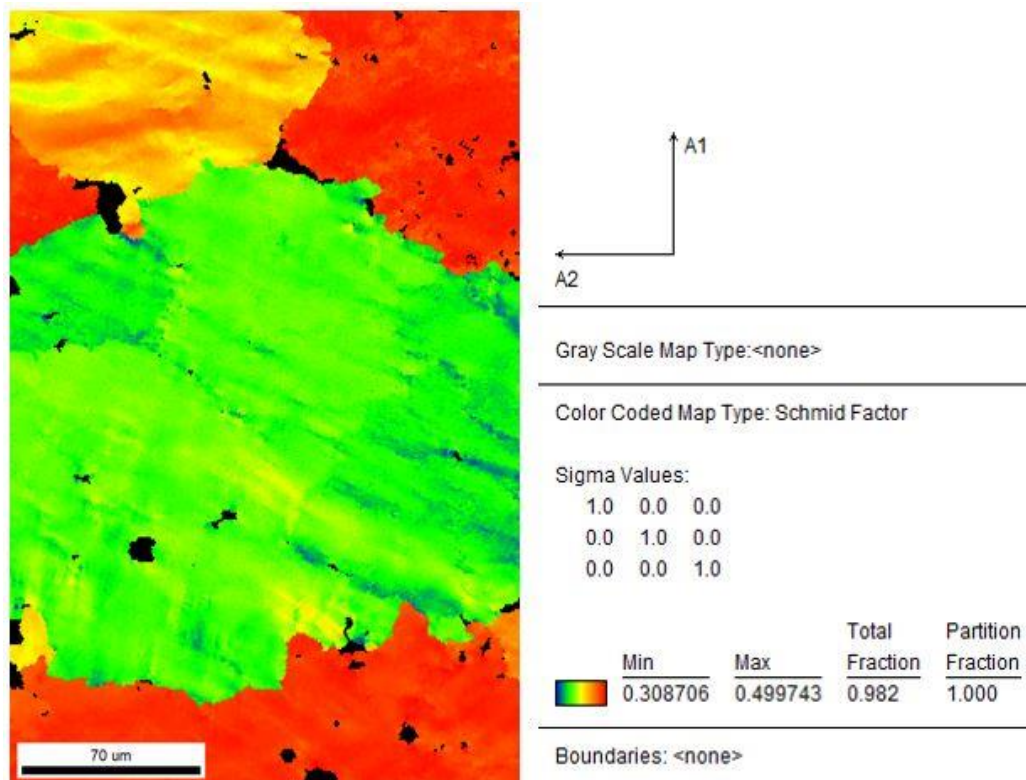 A1
A2
Gray Scale Map Type:<none>
Color Coded Map Type: Schmid Factor
Sigma Values:
1.0 0.0 0.0
0.0 1.0 0.0
0.0 0.0 1.0
Total Partition
Min Max Fraction Fraction
0.308706 0.499743 0.982 1.000
70 um
Boundaries: <none>